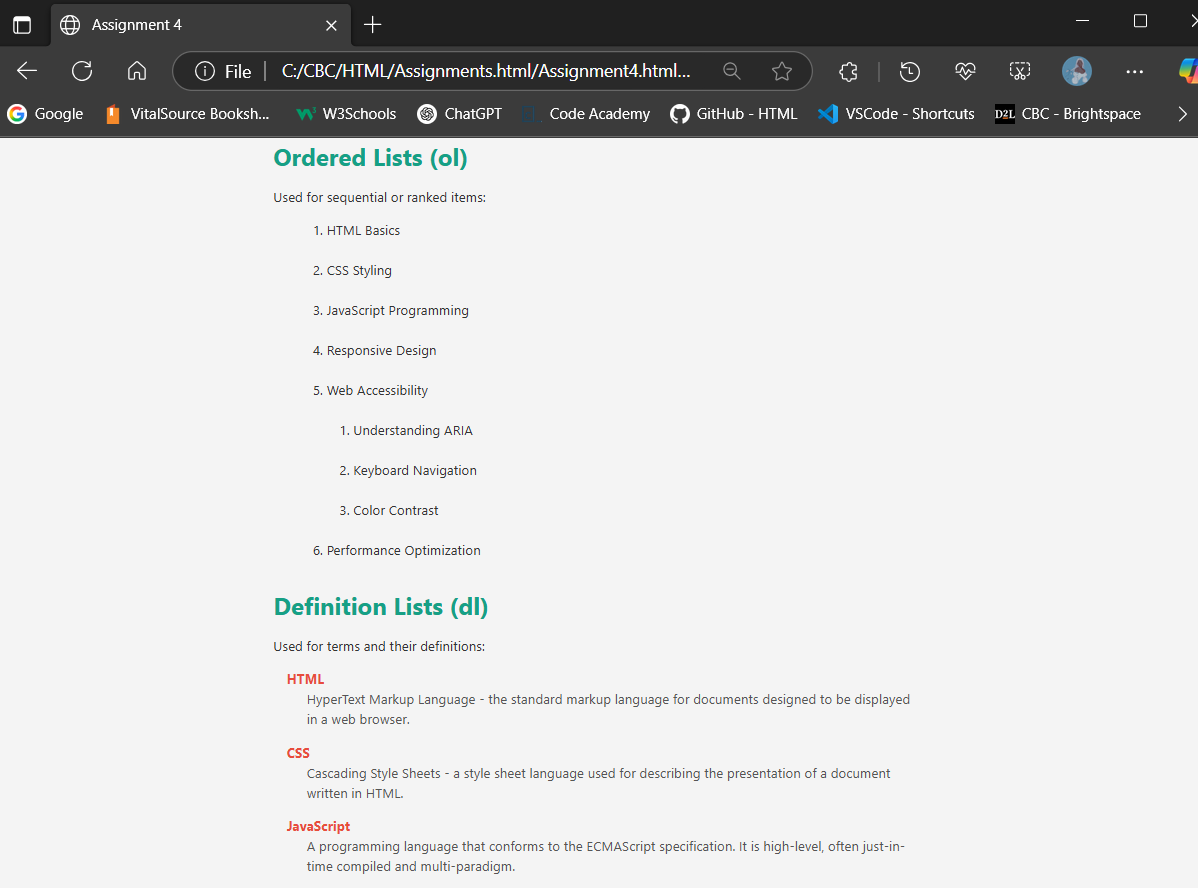 Assignment 4
File
C:/CBC/HTML/Assignments.html/Assignment4.html...
Google
VitalSource Booksh...
W3Schools
ChatGPT
Code Academy
GitHub - HTML
VSCode - Shortcuts
D2L
CBC - Brightspace
Ordered Lists (ol)
Used for sequential or ranked items:
1. HTML Basics
2. CSS Styling
3. JavaScript Programming
4. Responsive Design
5. Web Accessibility
1. Understanding ARIA
2. Keyboard Navigation
3. Color Contrast
6. Performance Optimization
Definition Lists (dl)
Used for terms and their definitions:
HTML
HyperText Markup Language - the standard markup language for documents designed to be displayed
in a web browser.
CSS
Cascading Style Sheets - a style sheet language used for describing the presentation of a document
written in HTML.
JavaScript
A programming language that conforms to the ECMAScript specification. It is high-level, often just-in-
time compiled and multi-paradigm.